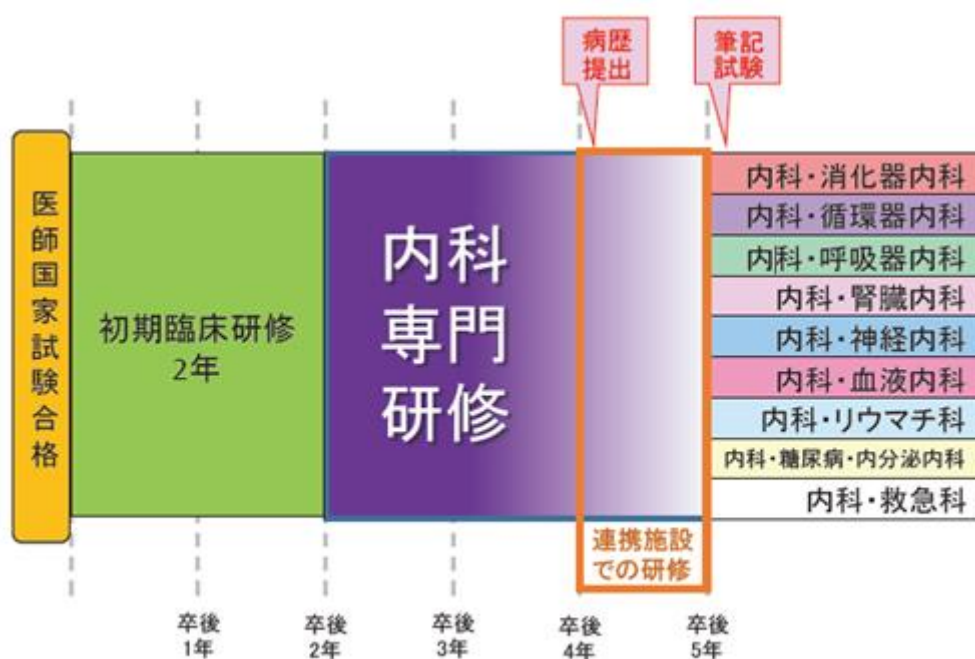 病歴
提出
筆記
試験
医師国家試験合格
初期臨床研修
2年
内科
専門
研修
内科・消化器内科
内科・循環器内科
内科・呼吸器内科
内科・腎臓内科
内科・神経内科
内科・血液内科
内科・リウマチ科
内科・糖尿病・内分泌内科
内科・救急科
連携施設
での研修
卒後
1年
卒後
2年
卒後
3年
卒後
4年
卒後
5年